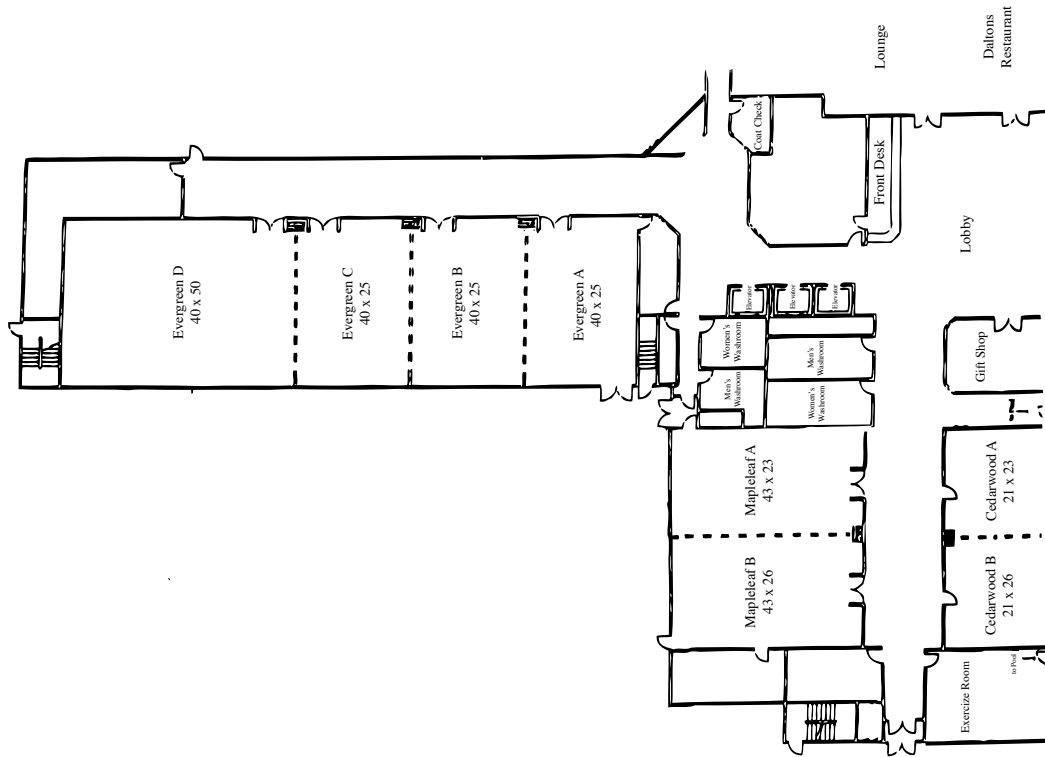 Lounge
Daltons
Restaurant
Coat Check
Front Desk
Lobby
Evergreen D
40 x 50
Evergreen C
40 x 25
Evergreen B
40 x 25
Evergreen A
40 x 25
Elevator
Elevator
Elevator
Women's
Washroom
Men's
Washroom
Men's
Washroom
Women's
Washroom
Gift Shop
Mapleleaf A
43 x 23
Mapleleaf B
43 x 26
Cedarwood A
21 x 23
Cedarwood B
21 x 26
Exercize Room
to Pool